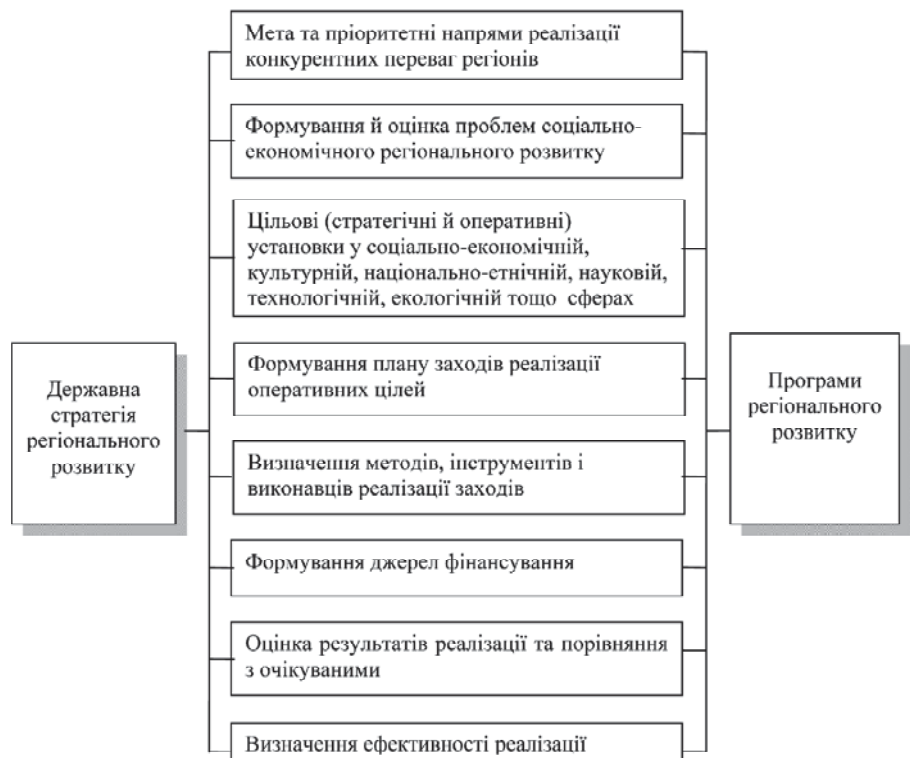 Мета та пріоритетні напрями реалізації
конкурентних переваг регіонів
Формування й оцінка проблем соціально-
економічного регіонального розвитку
Цільові (стратегічні й оперативні)
установки у соціально-економічній,
культурній, національно-етнічній, науковій,
технологічній, екологічній тощо сферах
Державна
стратегія
регіонального
розвитку
Формування плану заходів реалізації
оперативних цілей
Програми
регіонального
розвитку
Визначення методів, інструментів і
виконавців реалізації заходів
Формування джерел фінансування
Оцінка результатів реалізації та порівняння
з очікуваними
Визначення ефективності реалізації